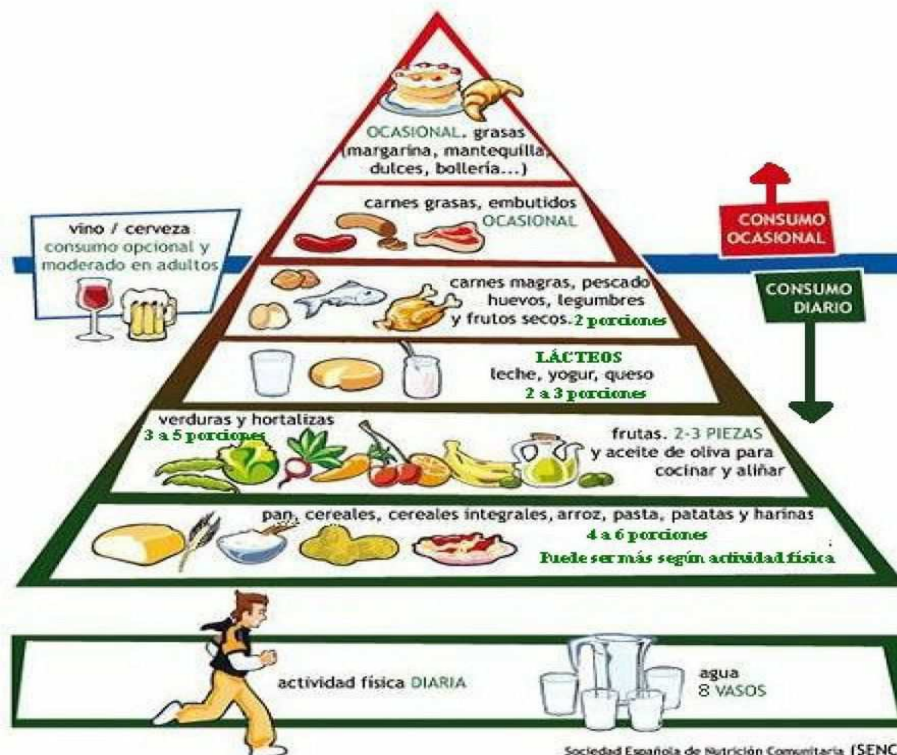 OCASIONAL. grasas
(margarina, mantequilla,
dulces, bollería...)
carnes grasas, embutidos
OCASIONAL
CONSUMO
OCASIONAL
vino / cerveza
consumo opcional y
moderado en adultos
carnes magras, pescado
huevos, legumbres
y frutos secos. 2 porciones
CONSUMO
DIARIO
LÁCTEOS
leche, yogur, queso
2 a 3 porciones
verduras y hortalizas
3 a 5 porciones
frutas. 2-3 PIEZAS
y aceite de oliva para
cocinar y aliñar
pan, cereales, cereales integrales, arroz, pasta, patatas y harinas
4 a 6 porciones
Puede ser más según actividad física
actividad física DIARIA
agua
8 VASOS
Sociedad Española de Nutrición Comunitaria (SENC